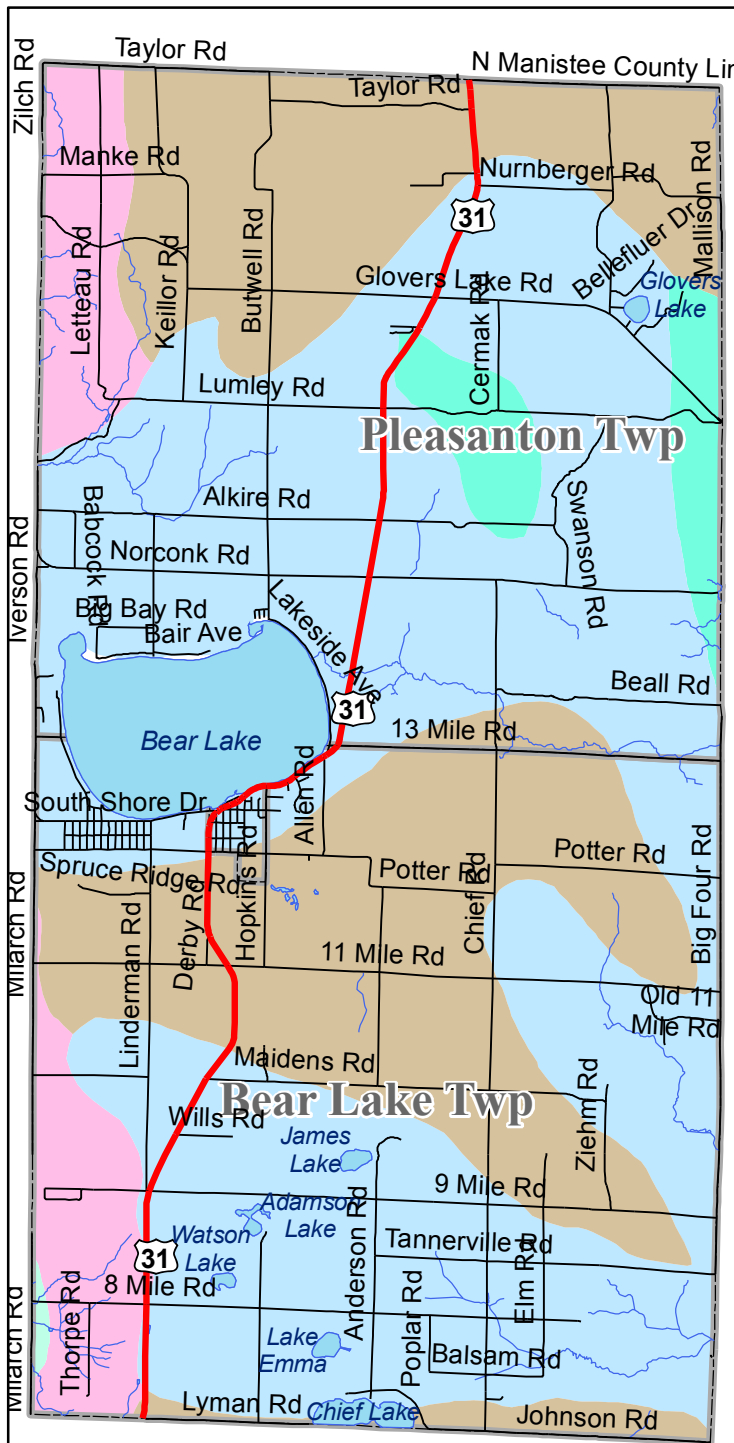 Taylor Rd
N Manistee County Lin
Zilch Rd
Taylor Rd
Manke Rd
Nurnberger Rd
Mallison Rd
31
Bellefluer Dr
Letteau Rd
Keillor Rd
Butwell Rd
Glovers Lake Rd
Glovers
Lake
Cermak Rd
Lumley Rd
Pleasanton Twp
Babcock Rd
Alkire Rd
Swanson Rd
Iverson Rd
Norconk Rd
Big Bay Rd
Bair Ave
E
Lakeside Ave
Beall Rd
31
13 Mile Rd
Bear Lake
Allen Rd
South Shore Dr
Hopkins Rd
Potter Rd
Potter Rd
Spruce Ridge Rd
Chief Rd
Big Four Rd
Milarch Rd
Derby Rd
Linderman Rd
11 Mile Rd
Old 11
Mile Rd
Maidens Rd
Bear Lake Twp
Ziehm Rd
Wills Rd
James
Lake
9 Mile Rd
Adamson
Lake
Anderson Rd
Watson
Lake
Tannerville Rd
31
8 Mile Rd
Elm Rd
Milarch Rd
Thorpe Rd
Lake
Emma
Poplar Rd
Balsam Rd
Lyman Rd
Chief Lake
Johnson Rd